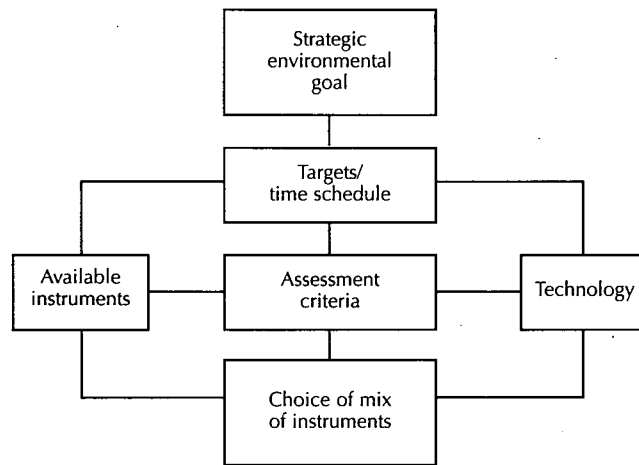 Strategic
environmental
goal
Targets/
time schedule
Available
instruments
Assessment
criteria
Technology
Choice of mix
of instruments